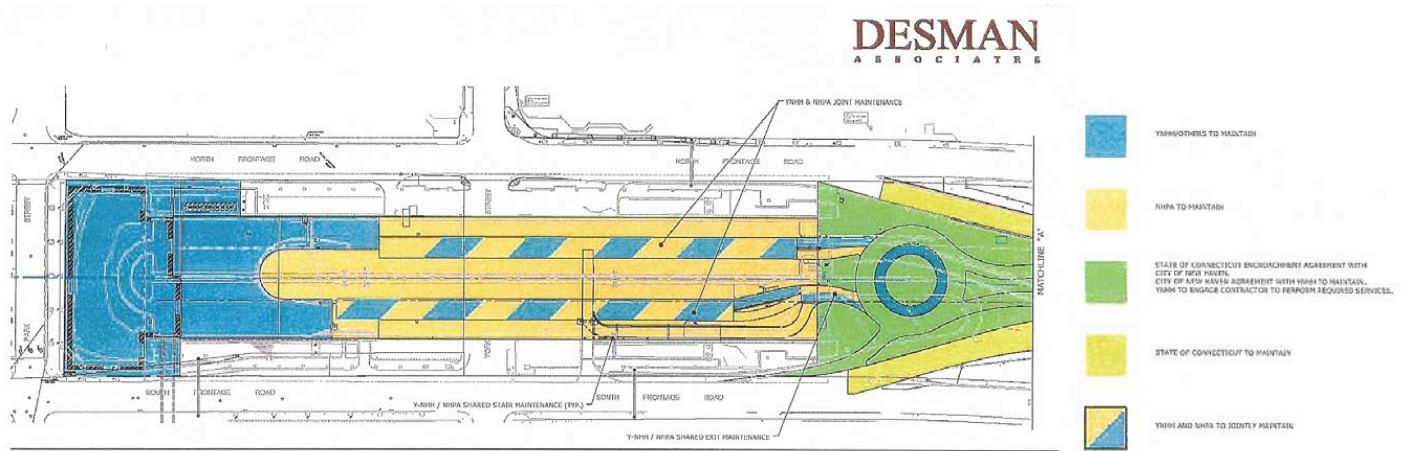 DESMAN
ASSOCIATES
YNHH & NHPA JOINT MAINTENANCE
NORTH FRONTAGE ROAD
NORTH FRONTAGE ROAD
STREET
PARK
STREET
YORK
MATCHLINE "A"
SOUTH FRONTAGE ROAD
SOUTH FRONTAGE ROAD
Y-NHH / NHPA SHARED STAIR MAINTENANCE (TYP.)
Y-NHH / NHPA SHARED EXIT MAINTENANCE
YNHH/OTHERS TO MAINTAIN
NHPA TO MAINTAIN
STATE OF CONNECTICUT ENCROACHMENT AGREEMENT WITH
CITY OF NEW HAVEN.
CITY OF NEW HAVEN AGREEMENT WITH YNHH TO MAINTAIN.
YNHH TO ENGAGE CONTRACTOR TO PERFORM REQUIRED SERVICES.
STATE OF CONNECTICUT TO MAINTAIN
YNHH AND NHPA TO JOINTLY MAINTAIN